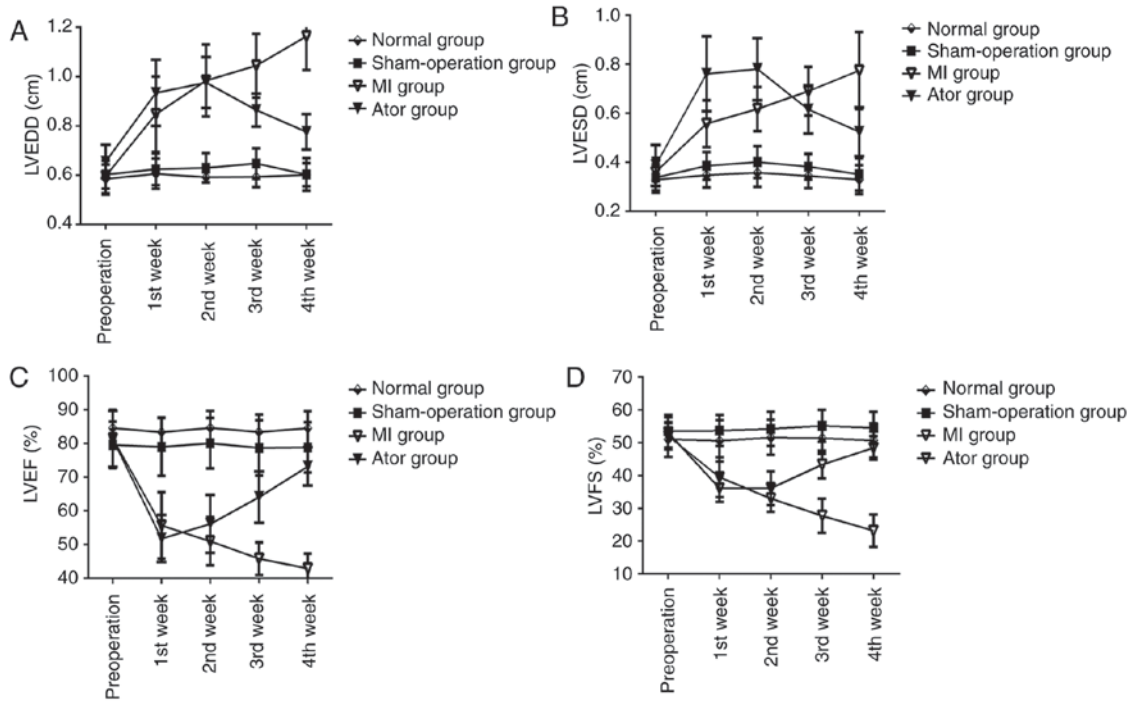 A
LVEDD (cm)
1.2
1.0
0.8
0.6
0.4
Preoperation
1st week
2nd week
3rd week
4th week
Normal group
Sham-operation group
MI group
Ator group
B
LVESD (cm)
1.0
0.8
0.6
0.4
0.2
Preoperation
1st week
2nd week
3rd week
4th week
Normal group
Sham-operation group
MI group
Ator group
C
LVEF (%)
100
90
80
70
60
50
40
Preoperation
1st week
2nd week
3rd week
4th week
Normal group
Sham-operation group
MI group
Ator group
D
LVFS (%)
70
60
50
40
30
20
10
Preoperation
1st week
2nd week
3rd week
4th week
Normal group
Sham-operation group
MI group
Ator group